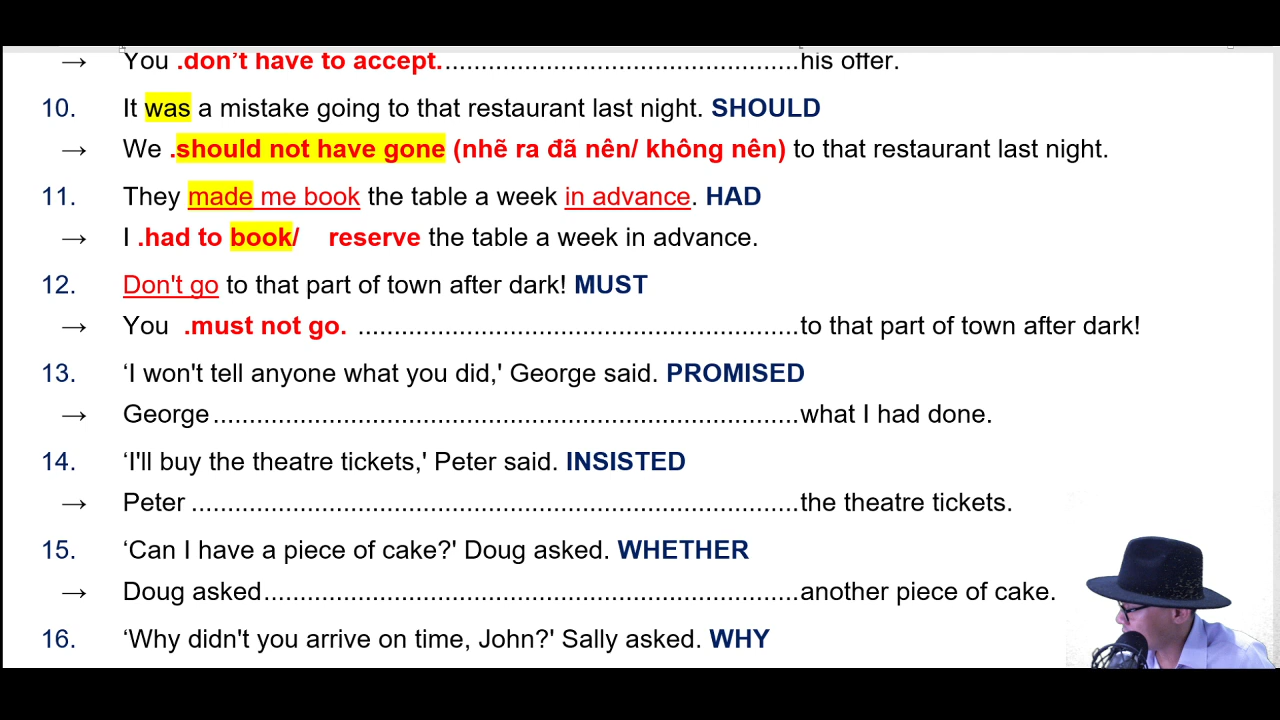 → You .don't have to accept....................................................his offer.
10. It was a mistake going to that restaurant last night. SHOULD
→ We .should not have gone (nhẽ ra đã nên/ không nên) to that restaurant last night.
11. They made me book the table a week in advance. HAD
→ I .had to book/ reserve the table a week in advance.
12. Don't go to that part of town after dark! MUST
→ You .must not go. ..............................................................to that part of town after dark!
13. ‘I won't tell anyone what you did,' George said. PROMISED
→ George..................................................................................what I had done.
14. ‘I'll buy the theatre tickets,' Peter said. INSISTED
→ Peter .....................................................................................the theatre tickets.
15. ‘Can I have a piece of cake?' Doug asked. WHETHER
→ Doug asked...........................................................................another piece of cake.
16. ‘Why didn't you arrive on time, John?' Sally asked. WHY